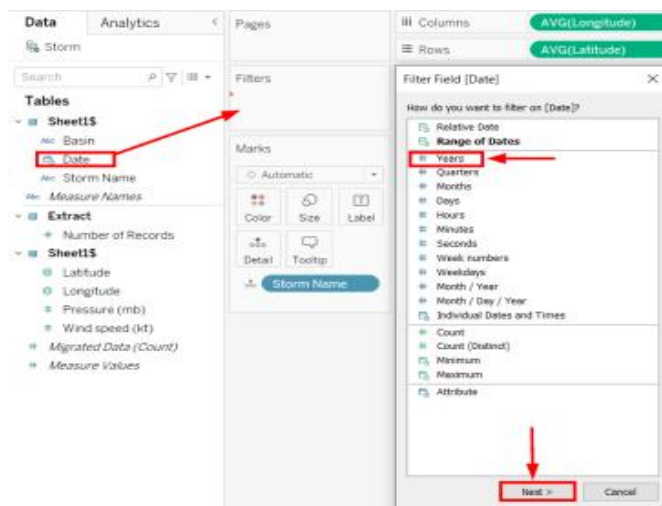 Data Analytics
Storm
Search
Tables
Sheet1$
Abc Basin
Date
Abc Storm Name
Abc Measure Names
Extract
Number of Records
Sheet1$
Latitude
Longitude
Pressure (mb)
Wind speed (kt)
Migrated Data (Count)
Measure Values
Pages
Filters
Marks
Automatic
Color Size Label
Detail Tooltip
Storm Name
Columns AVG(Longitude)
Rows AVG(Latitude)
Filter Field [Date]
How do you want to filter on [Date]?
Relative Date
Range of Dates
Years
Quarters
Months
Days
Hours
Minutes
Seconds
Week numbers
Weekdays
Month / Year
Month / Day / Year
Individual Dates and Times
Count
Count (Distinct)
Minimum
Maximum
Attribute
Next > Cancel